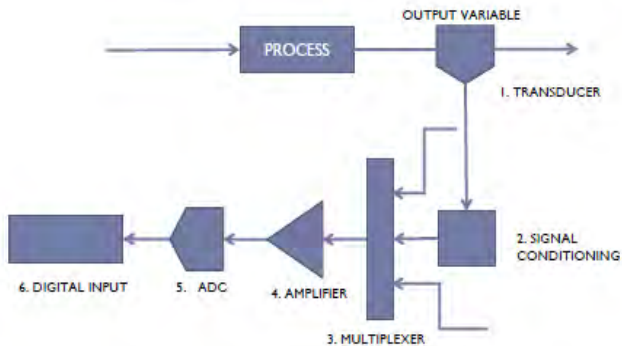 OUTPUT VARIABLE
PROCESS
1. TRANSDUCER
2. SIGNAL
CONDITIONING
6. DIGITAL INPUT
5. ADC
4. AMPLIFIER
3. MULTIPLEXER